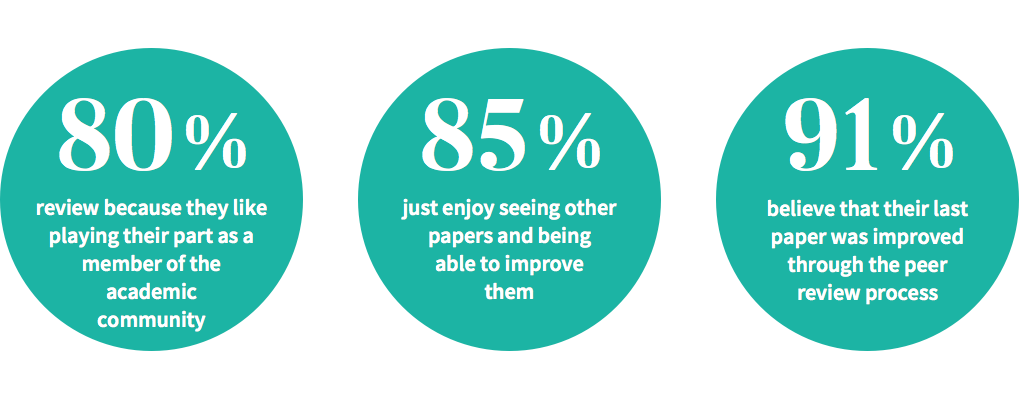 80%
review because they like
playing their part as a
member of the
academic
community
85%
just enjoy seeing other
papers and being
able to improve
them
91%
believe that their last
paper was improved
through the peer
review process